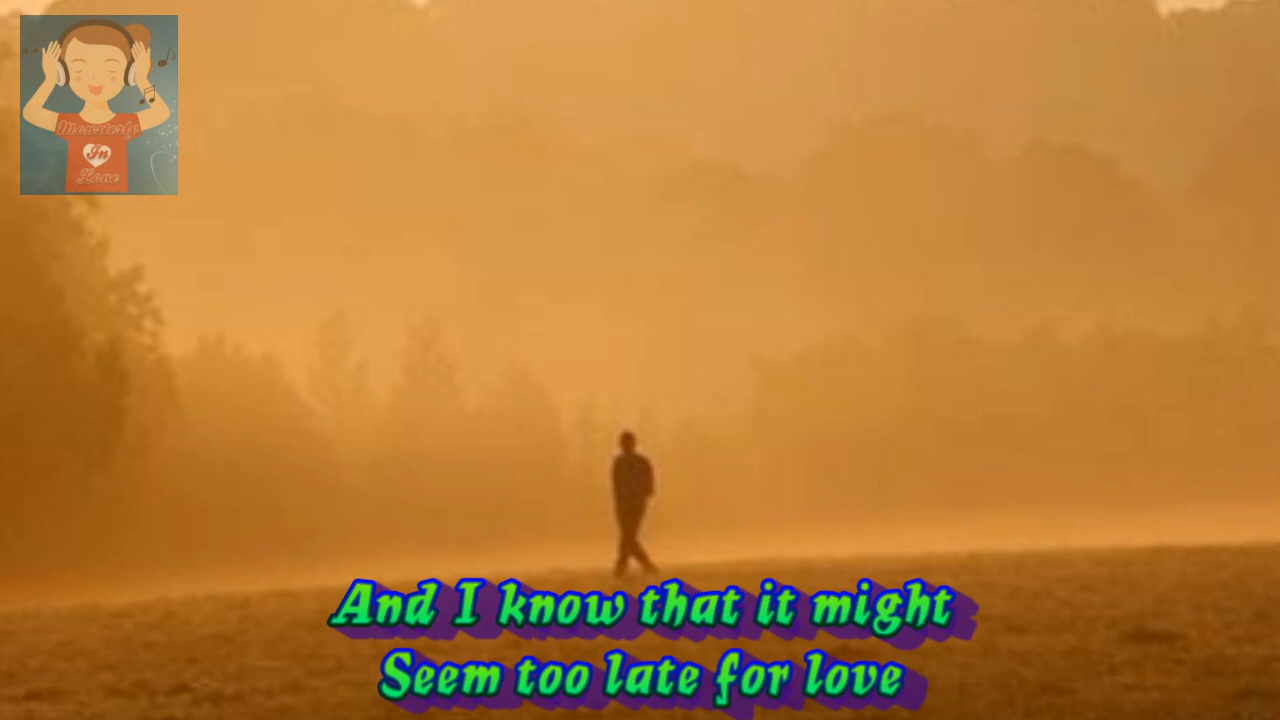 Monsterly
In
Love
And I know that it might
Seem too late for love